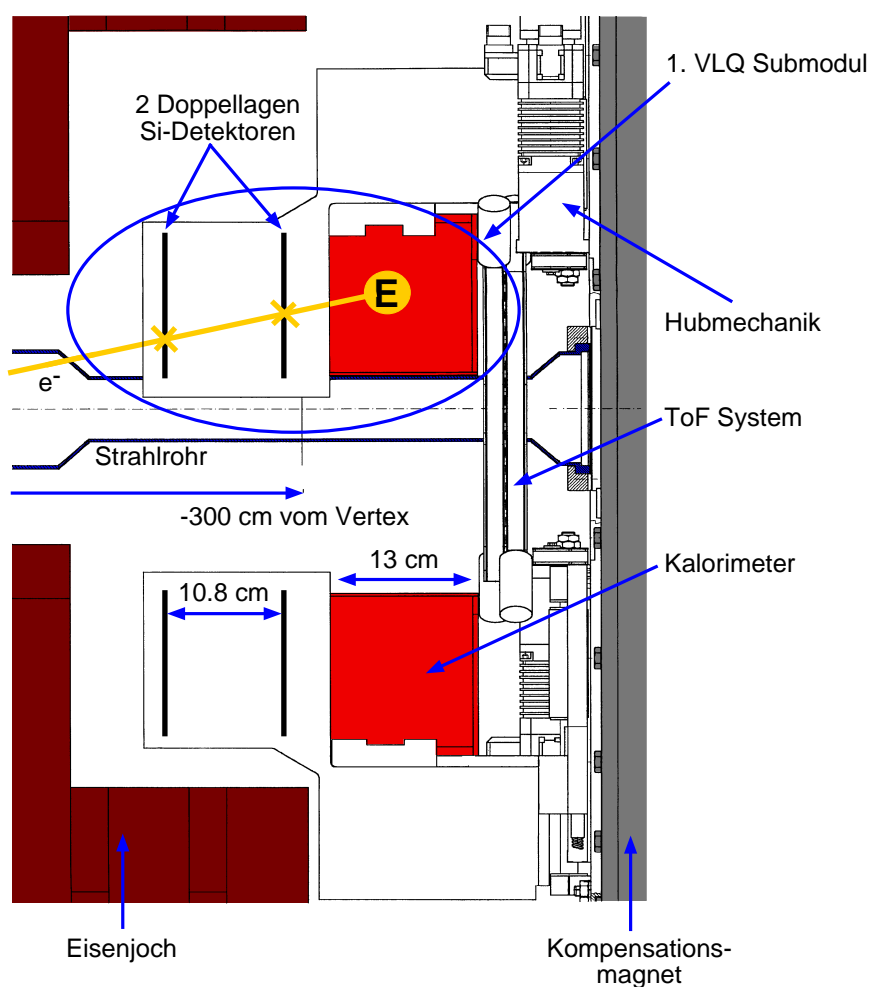 1. VLQ Submodul
2 Doppellagen
Si-Detektoren
E
Hubmechanik
e-
ToF System
Strahlrohr
-300 cm vom Vertex
13 cm
Kalorimeter
10.8 cm
Eisenjoch
Kompensations-
magnet